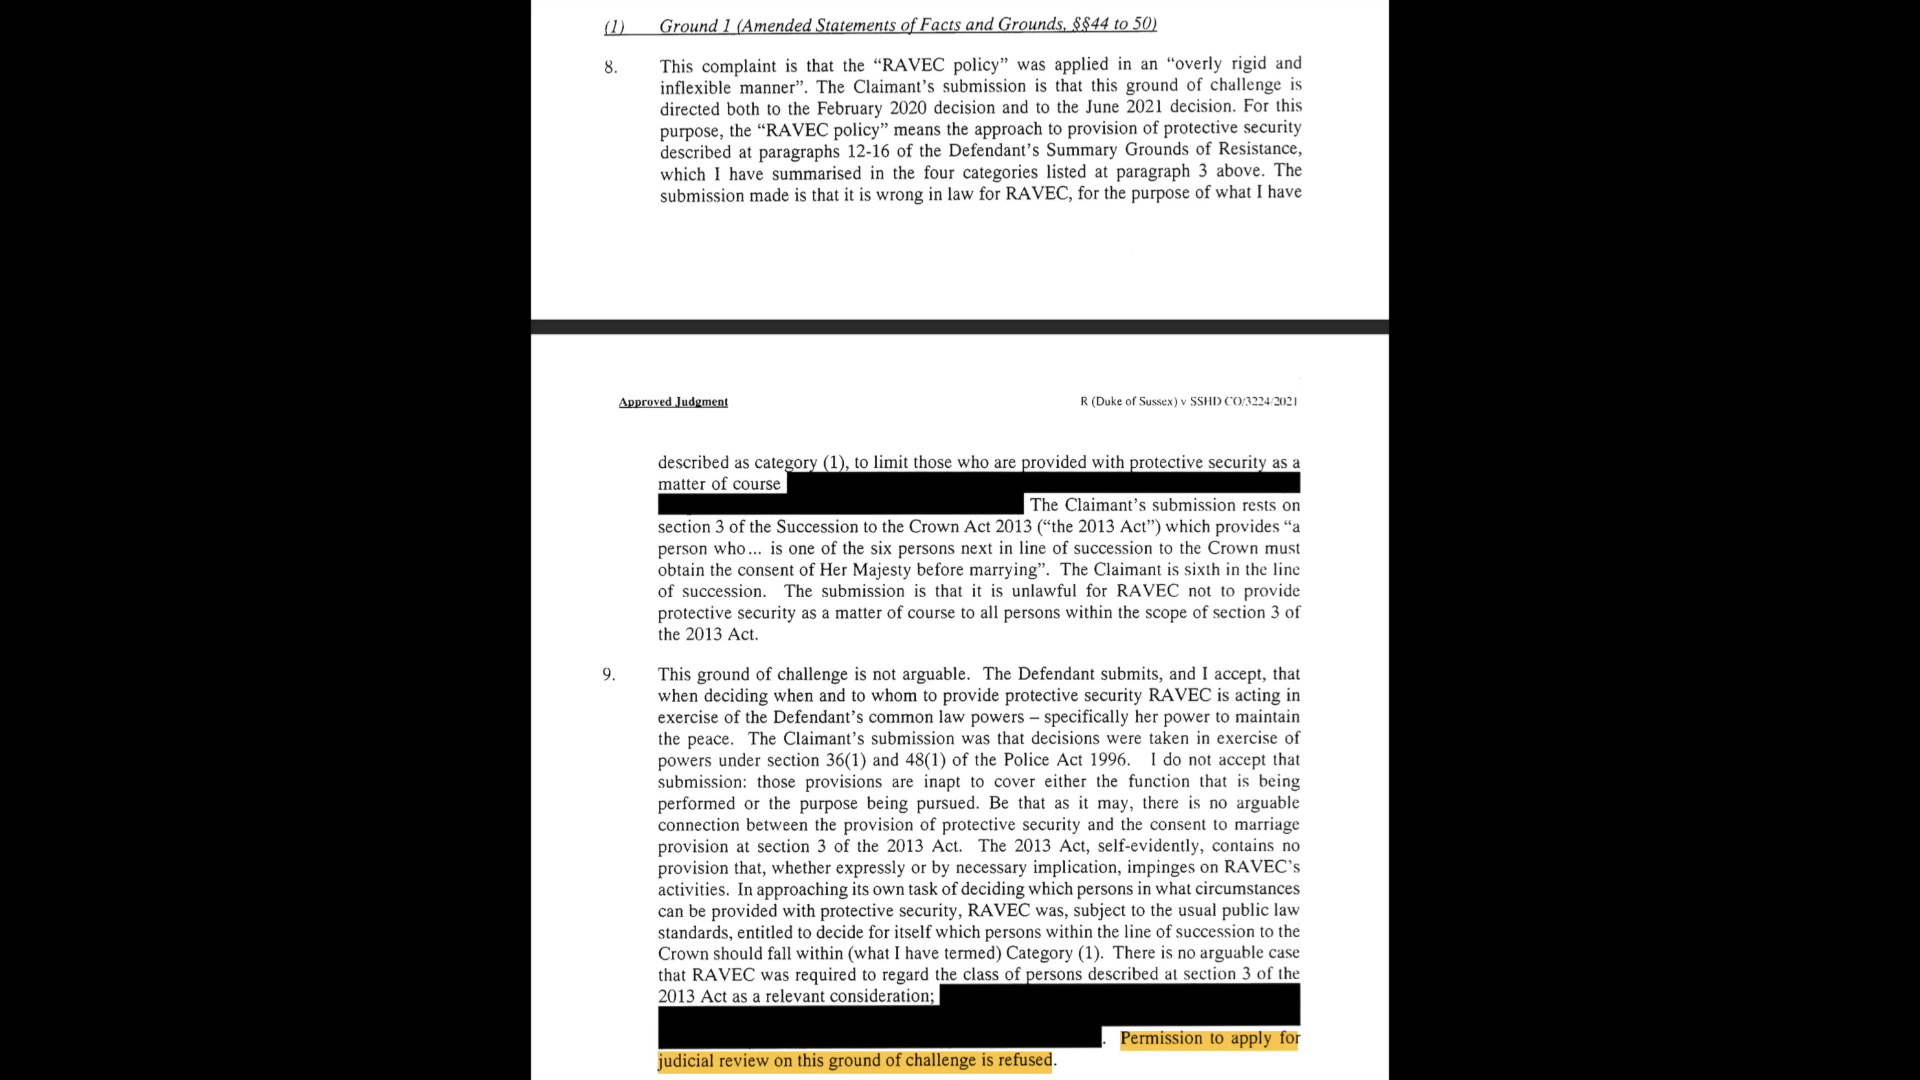 (1) Ground 1 (Amended Statements of Facts and Grounds, §§44 to 50)
8. This complaint is that the “RAVEC policy” was applied in an “overly rigid and
inflexible manner”. The Claimant’s submission is that this ground of challenge is
directed both to the February 2020 decision and to the June 2021 decision. For this
purpose, the “RAVEC policy” means the approach to provision of protective security
described at paragraphs 12-16 of the Defendant’s Summary Grounds of Resistance,
which I have summarised in the four categories listed at paragraph 3 above. The
submission made is that it is wrong in law for RAVEC, for the purpose of what I have
Approved Judgment R (Duke of Sussex) v SSHD CO/3224/2021
described as category (1), to limit those who are provided with protective security as a
matter of course
The Claimant’s submission rests on
section 3 of the Succession to the Crown Act 2013 (“the 2013 Act”) which provides “a
person who… is one of the six persons next in line of succession to the Crown must
obtain the consent of Her Majesty before marrying”. The Claimant is sixth in the line
of succession. The submission is that it is unlawful for RAVEC not to provide
protective security as a matter of course to all persons within the scope of section 3 of
the 2013 Act.
9. This ground of challenge is not arguable. The Defendant submits, and I accept, that
when deciding when and to whom to provide protective security RAVEC is acting in
exercise of the Defendant’s common law powers – specifically her power to maintain
the peace. The Claimant’s submission was that decisions were taken in exercise of
powers under section 36(1) and 48(1) of the Police Act 1996. I do not accept that
submission: those provisions are inapt to cover either the function that is being
performed or the purpose being pursued. Be that as it may, there is no arguable
connection between the provision of protective security and the consent to marriage
provision at section 3 of the 2013 Act. The 2013 Act, self-evidently, contains no
provision that, whether expressly or by necessary implication, impinges on RAVEC’s
activities. In approaching its own task of deciding which persons in what circumstances
can be provided with protective security, RAVEC was, subject to the usual public law
standards, entitled to decide for itself which persons within the line of succession to the
Crown should fall within (what I have termed) Category (1). There is no arguable case
that RAVEC was required to regard the class of persons described at section 3 of the
2013 Act as a relevant consideration;
. Permission to apply for
judicial review on this ground of challenge is refused.